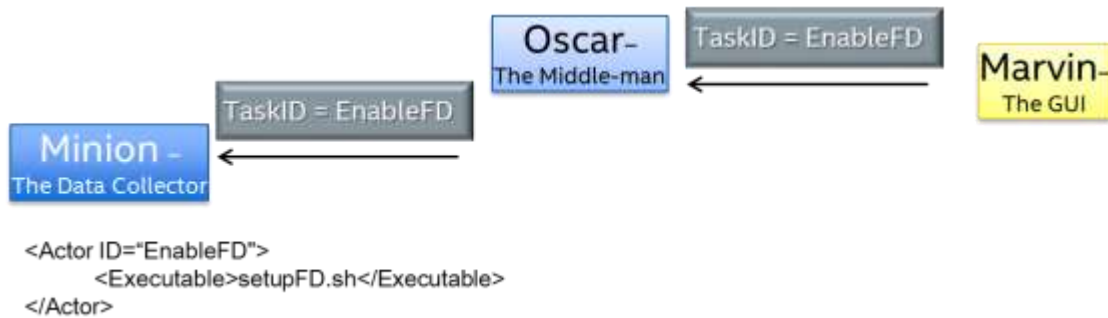 Oscar–
The Middle-man
TaskID = EnableFD
Marvin–
The GUI
TaskID = EnableFD
Minion –
The Data Collector
<Actor ID=“EnableFD">
<Executable>setupFD.sh</Executable>
</Actor>